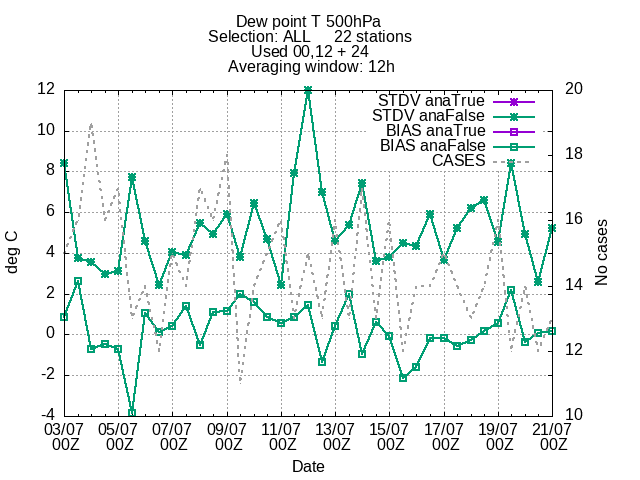 Dew point T 500hPa
Selection: ALL 22 stations
Used 00,12 + 24
Averaging window: 12h
STDV anaTrue
STDV anaFalse
BIAS anaTrue
BIAS anaFalse
CASES
12
10
8
6
4
2
0
-2
-4
deg C
20
18
16
14
12
10
No cases
03/07 05/07 07/07 09/07 11/07 13/07 15/07 17/07 19/07 21/07
00Z 00Z 00Z 00Z 00Z 00Z 00Z 00Z 00Z 00Z
Date